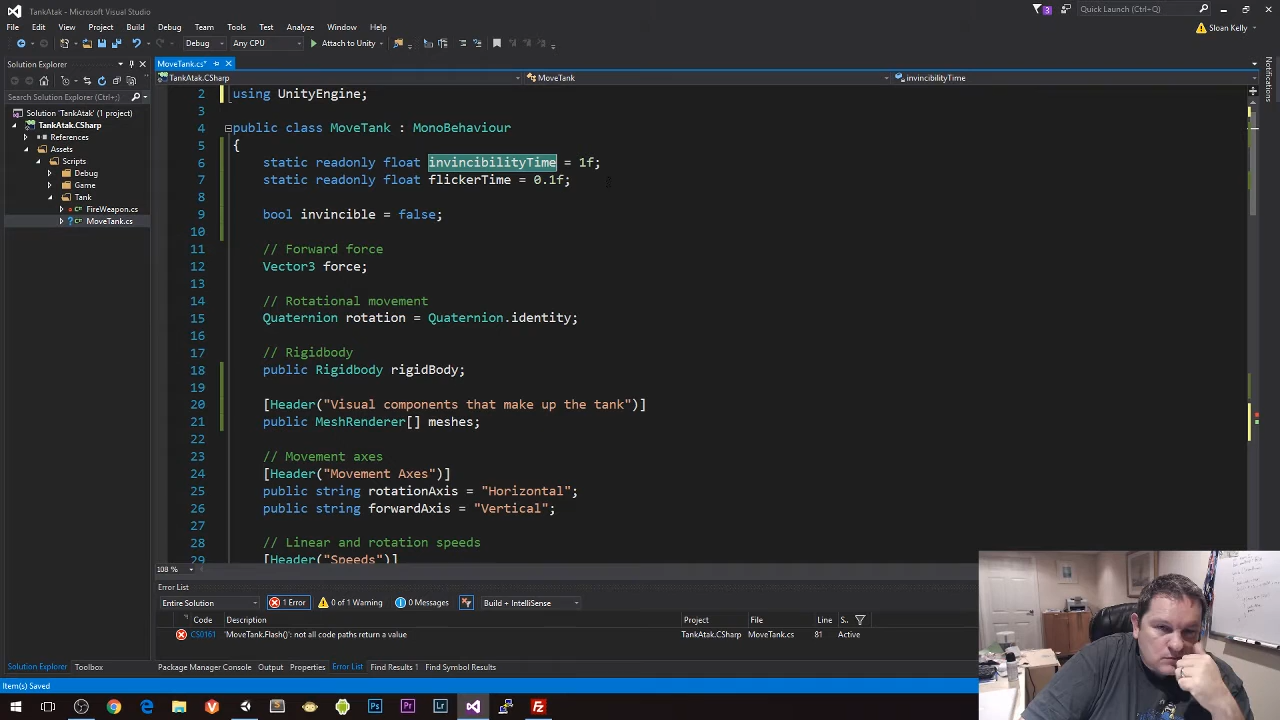 TankAtak - Microsoft Visual Studio
3
Quick Launch (Ctrl+Q)
File Edit View Project Build Debug Team Tools Test Analyze Window Help
Sloan Kelly
Debug Any CPU Attach to Unity
Solution Explorer
MoveTank.cs*
TankAtak.CSharp MoveTank invincibilityTime
Notifications
Search Solution Explorer (Ctrl+;)
Solution 'TankAtak' (1 project)
TankAtak.CSharp
References
Assets
Scripts
Debug
Game
Tank
FireWeapon.cs
MoveTank.cs
2 using UnityEngine;
3
4 public class MoveTank : MonoBehaviour
5 {
6 static readonly float invincibilityTime = 1f;
7 static readonly float flickerTime = 0.1f;
8
9 bool invincible = false;
10
11 // Forward force
12 Vector3 force;
13
14 // Rotational movement
15 Quaternion rotation = Quaternion.identity;
16
17 // Rigidbody
18 public Rigidbody rigidBody;
19
20 [Header("Visual components that make up the tank")]
21 public MeshRenderer[] meshes;
22
23 // Movement axes
24 [Header("Movement Axes")]
25 public string rotationAxis = "Horizontal";
26 public string forwardAxis = "Vertical";
27
28 // Linear and rotation speeds
29 [Header("Speeds")]
108 %
Error List
Entire Solution 1 Error 0 of 1 Warning 0 Messages Build + IntelliSense
Code Description Project File Line S..
CS0161 'MoveTank.Flash()': not all code paths return a value TankAtak.CSharp MoveTank.cs 81 Active
Solution Explorer Toolbox Package Manager Console Output Properties Error List Find Results 1 Find Symbol Results
Item(s) Saved